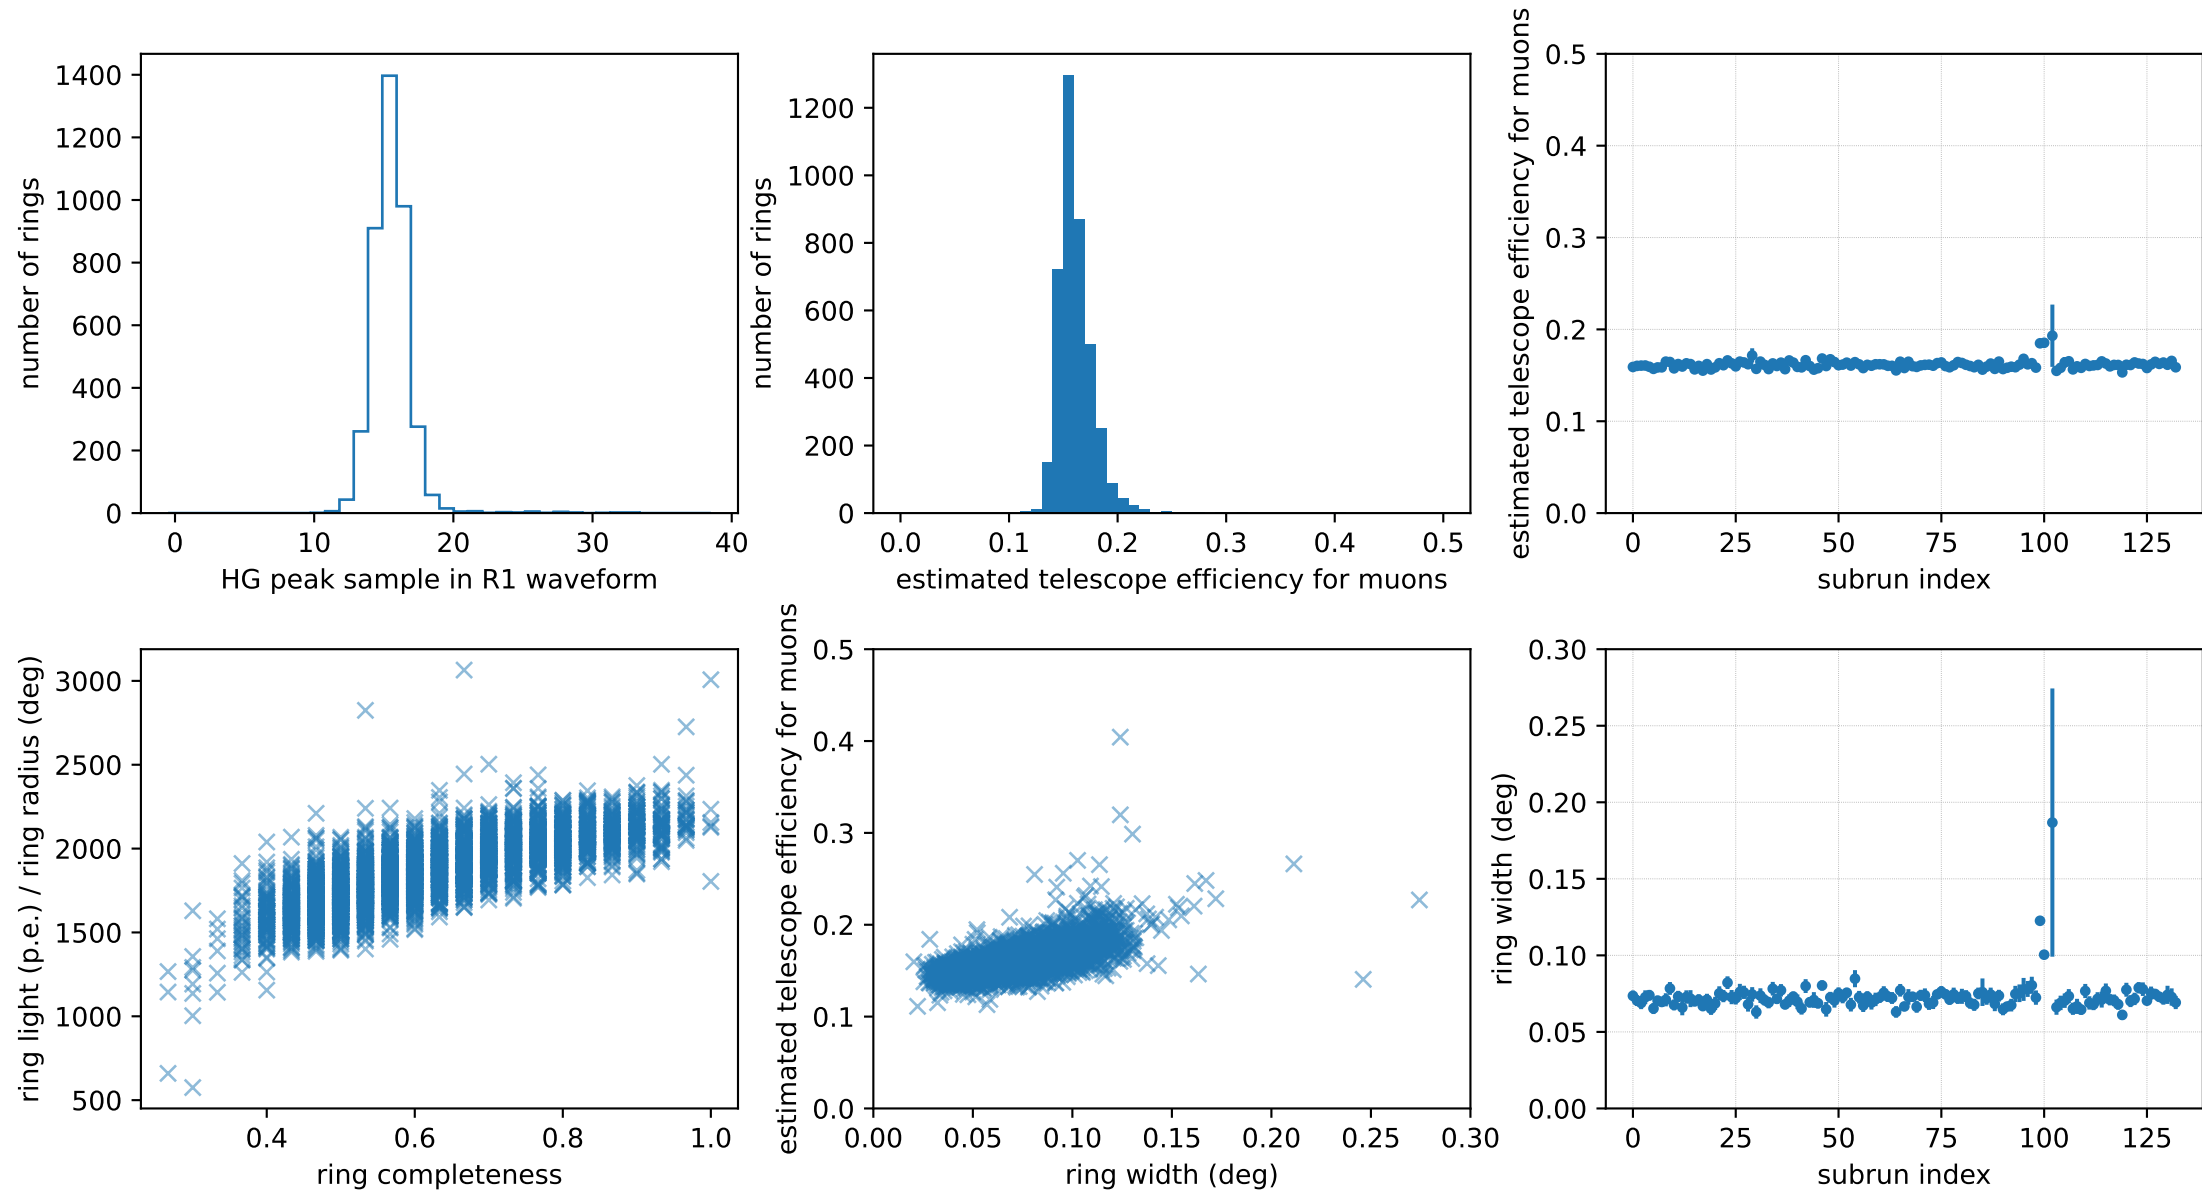 number of rings
1400
1200
1000
800
600
400
200
0
0 10 20 30 40
HG peak sample in R1 waveform
number of rings
1200
1000
800
600
400
200
0
0.0 0.1 0.2 0.3 0.4 0.5
estimated telescope efficiency for muons
estimated telescope efficiency for muons
0.5
0.4
0.3
0.2
0.1
0.0
0 25 50 75 100 125
subrun index
ring light (p.e.) / ring radius (deg)
3000
2500
2000
1500
1000
500
0.4 0.6 0.8 1.0
ring completeness
estimated telescope efficiency for muons
0.5
0.4
0.3
0.2
0.1
0.0
0.00 0.05 0.10 0.15 0.20 0.25 0.30
ring width (deg)
ring width (deg)
0.30
0.25
0.20
0.15
0.10
0.05
0.00
0 25 50 75 100 125
subrun index